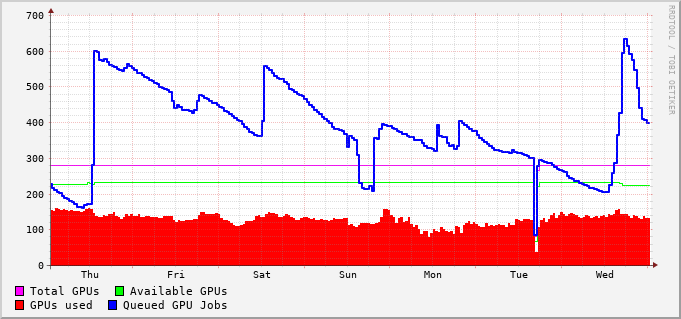 700
600
500
400
300
200
100
0
Thu Fri Sat Sun Mon Tue Wed
Total GPUs Available GPUs
GPUs used Queued GPU Jobs
RRDTOOL / TOBI OETIKER